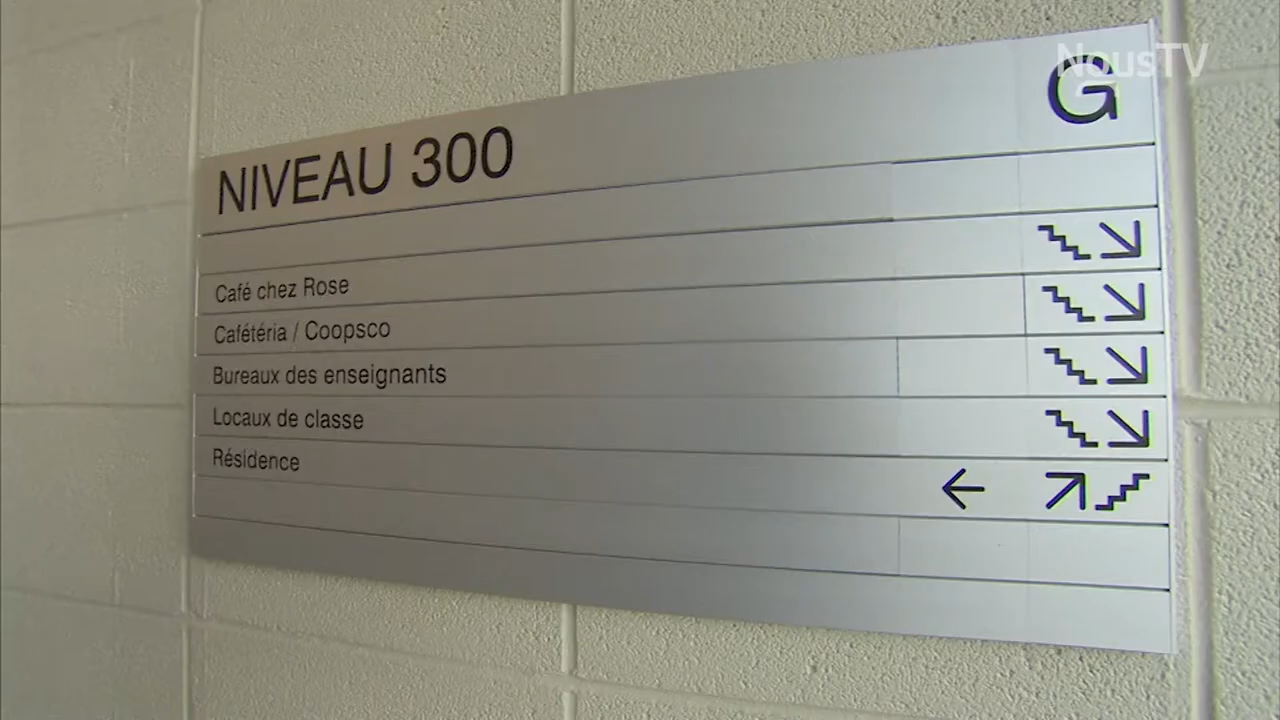 NousTV
NIVEAU 300 G
Café chez Rose
Cafétéria / Coopsco
Bureaux des enseignants
Locaux de classe
Résidence